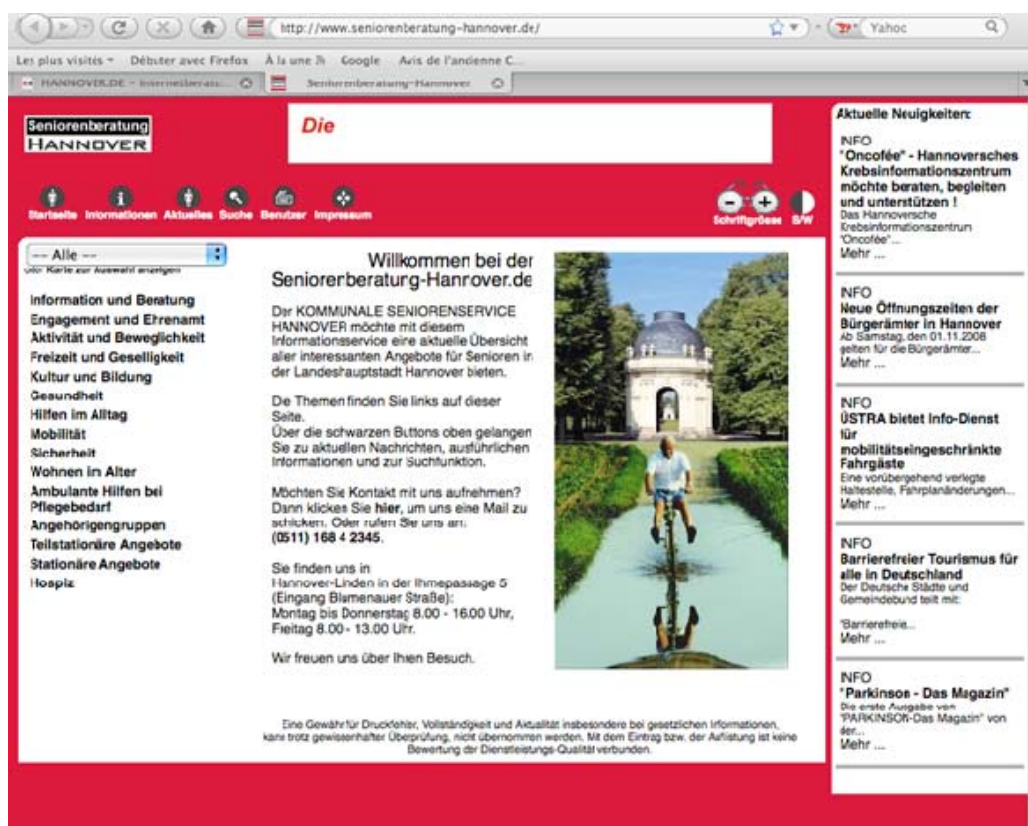 http://www.seniorenberatung-hannover.de/
Yahoo
Les plus visités
Débuter avec Firefox
À la une
Google
Avis de l'ancienne C...
HANNOVER.DE -
Seniorenberatung-Hannover
Seniorenberatung
HANNOVER
Die
Startseite Informationen Aktuelles Suche Benutzer Impressum
Schriftgrösse S/W
-- Alle --
oder Karte zur Auswahl anzeigen
Information und Beratung
Engagement und Ehrenamt
Aktivität und Beweglichkeit
Freizeit und Geselligkeit
Kultur und Bildung
Gesundheit
Hilfen im Alltag
Mobilität
Sicherheit
Wohnen im Alter
Ambulante Hilfen bei
Pflegebedarf
Angehörigengruppen
Teilstationäre Angebote
Stationäre Angebote
Hospiz
Willkommen bei der
Seniorenberatung-Hannover.de
Der KOMMUNALE SENIORENSERVICE
HANNOVER möchte mit diesem
Informationsservice eine aktuelle Übersicht
aller interessanten Angebote für Senioren in
der Landeshauptstadt Hannover bieten.
Die Themen finden Sie links auf dieser
Seite.
Über die schwarzen Buttons oben gelangen
Sie zu aktuellen Nachrichten, ausführlichen
Informationen und zur Suchfunktion.
Möchten Sie Kontakt mit uns aufnehmen?
Dann klicken Sie hier, um uns eine Mail zu
schicken. Oder rufen Sie uns an:
(0511) 168 4 2345.
Sie finden uns in
Hannover-Linden in der Ihmepassage 5
(Eingang Blumenauer Straße):
Montag bis Donnerstag 8.00 - 16.00 Uhr,
Freitag 8.00 - 13.00 Uhr.
Wir freuen uns über Ihren Besuch.
Eine Gewähr für Druckfehler, Vollständigkeit und Aktualität insbesondere bei gesetzlichen Informationen,
kann trotz gewissenhafter Überprüfung, nicht übernommen werden. Mit dem Eintrag bzw. der Auflistung ist keine
Bewertung der Dienstleistungs-Qualität verbunden.
Aktuelle Neuigkeiten:
INFO
"Oncofée" - Hannoversches
Krebsinformationszentrum
möchte beraten, begleiten
und unterstützen !
Das Hannoversche
Krebsinformationszentrum
"Oncofée"...
Mehr ...
INFO
Neue Öffnungszeiten der
Bürgerämter in Hannover
Ab Samstag, den 01.11.2008
gelten für die Bürgerämter...
Mehr ...
INFO
ÜSTRA bietet Info-Dienst
für
mobilitätseingeschränkte
Fahrgäste
Eine vorübergehend verlegte
Haltestelle, Fahrplanänderungen...
Mehr ...
INFO
Barrierefreier Tourismus für
alle in Deutschland
Der Deutsche Städte und
Gemeindebund teilt mit:
"Barrierefreie...
Mehr ...
INFO
"Parkinson - Das Magazin"
Die erste Ausgabe von
"PARKINSON-Das Magazin" von
der...
Mehr ...